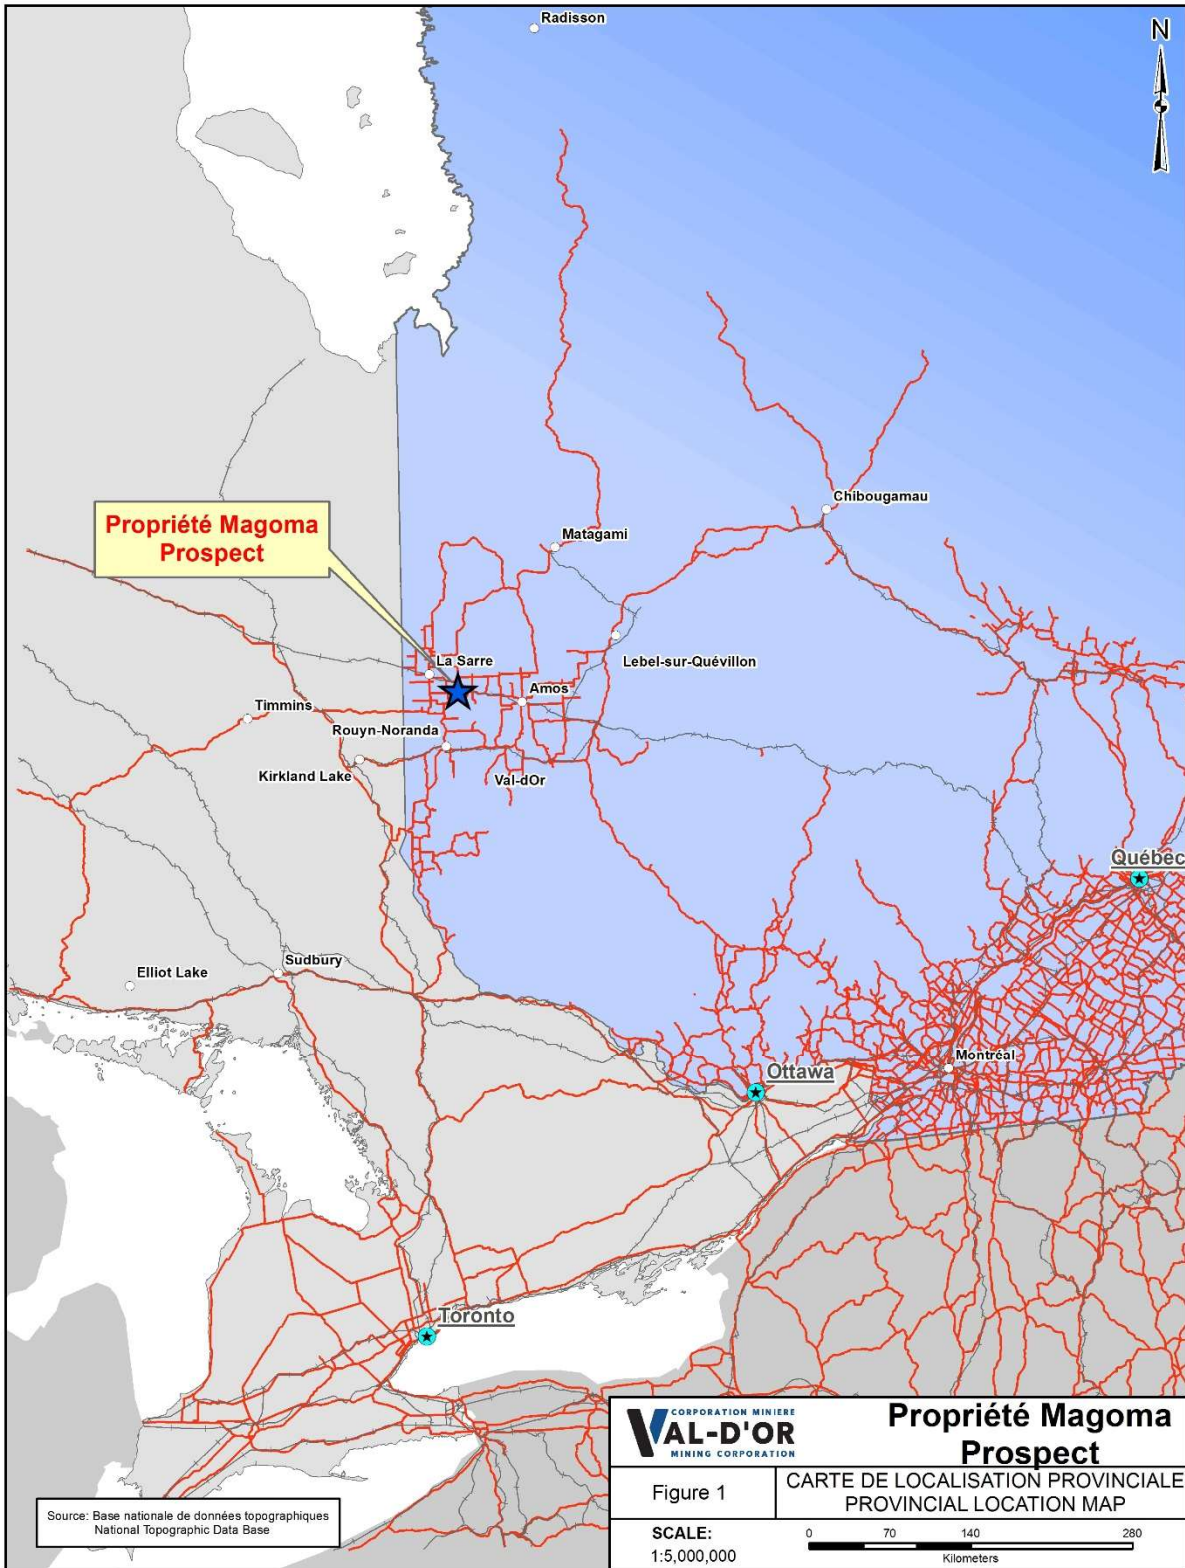 Radisson
N
Chibougamau
Propriété Magoma
Prospect
Matagami
La Sarre
Lebel-sur-Quévillon
Amos
Timmins
Rouyn-Noranda
Kirkland Lake
Val-dOr
Québec
Sudbury
Elliot Lake
Montréal
Ottawa
Toronto
CORPORATION MINIERE
VAL-D'OR
MINING CORPORATION
Propriété Magoma
Prospect
Figure 1
CARTE DE LOCALISATION PROVINCIALE
PROVINCIAL LOCATION MAP
SCALE:
1:5,000,000
0 70 140 280
Kilometers
Source: Base nationale de données topographiques
National Topographic Data Base